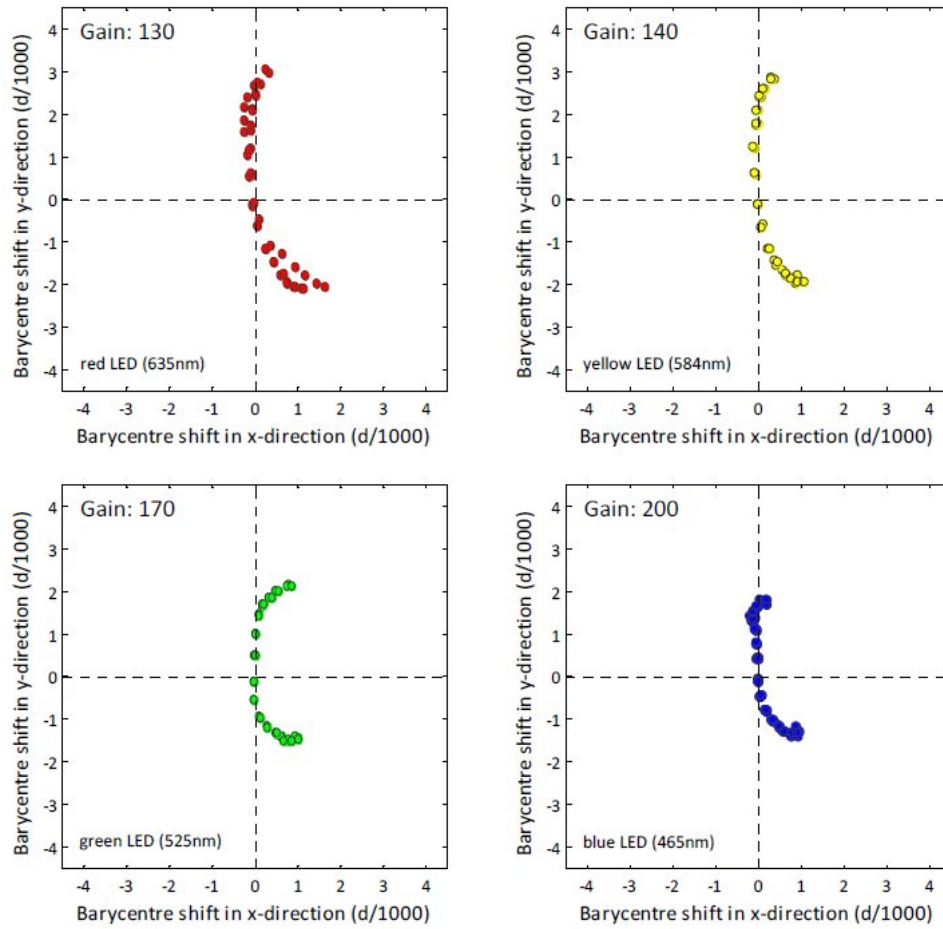 Gain: 130
Barycentre shift in y-direction (d/1000)
4
3
2
1
0
-1
-2
-3
-4
red LED (635nm)
-4 -3 -2 -1 0 1 2 3 4
Barycentre shift in x-direction (d/1000)
Gain: 140
Barycentre shift in y-direction (d/1000)
4
3
2
1
0
-1
-2
-3
-4
yellow LED (584nm)
-4 -3 -2 -1 0 1 2 3 4
Barycentre shift in x-direction (d/1000)
Gain: 170
Barycentre shift in y-direction (d/1000)
4
3
2
1
0
-1
-2
-3
-4
green LED (525nm)
-4 -3 -2 -1 0 1 2 3 4
Barycentre shift in x-direction (d/1000)
Gain: 200
Barycentre shift in y-direction (d/1000)
4
3
2
1
0
-1
-2
-3
-4
blue LED (465nm)
-4 -3 -2 -1 0 1 2 3 4
Barycentre shift in x-direction (d/1000)